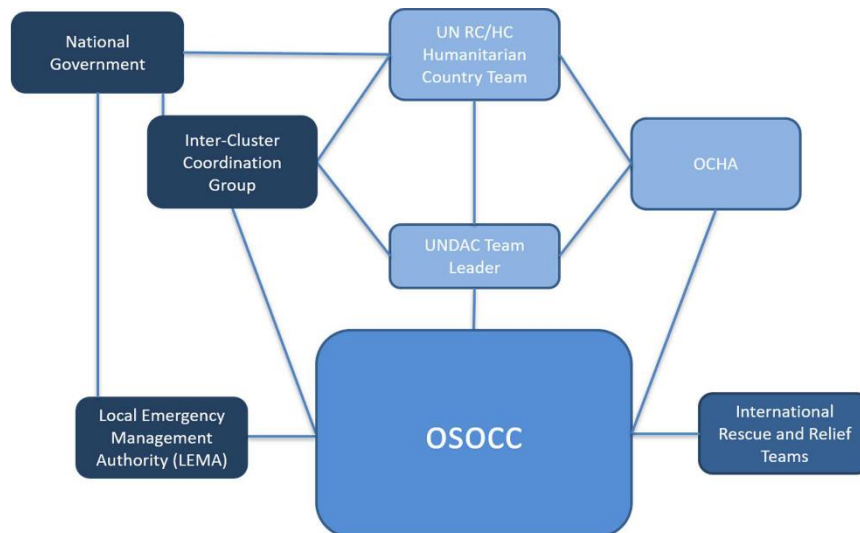 National
Government
UN RC/HC
Humanitarian
Country Team
Inter-Cluster
Coordination
Group
OCHA
UNDAC Team
Leader
Local Emergency
Management
Authority (LEMA)
OSOCC
International
Rescue and Relief
Teams